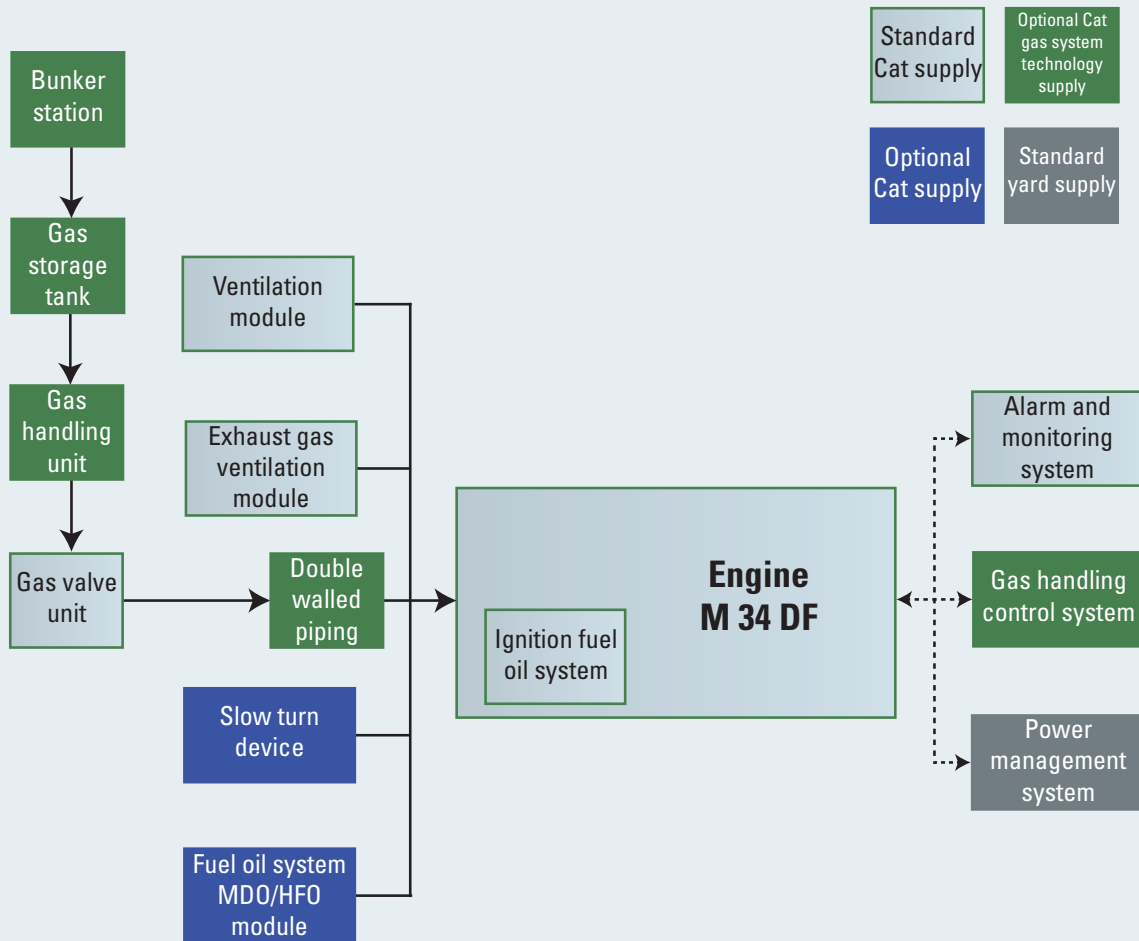 Standard
Cat supply
Optional Cat
gas system
technology
supply
Optional
Cat supply
Standard
yard supply
Bunker
station
Gas
storage
tank
Gas
handling
unit
Gas valve
unit
Ventilation
module
Exhaust gas
ventilation
module
Double
walled
piping
Slow turn
device
Fuel oil system
MDO/HFO
module
Engine
M 34 DF
Ignition fuel
oil system
Alarm and
monitoring
system
Gas handling
control system
Power
management
system